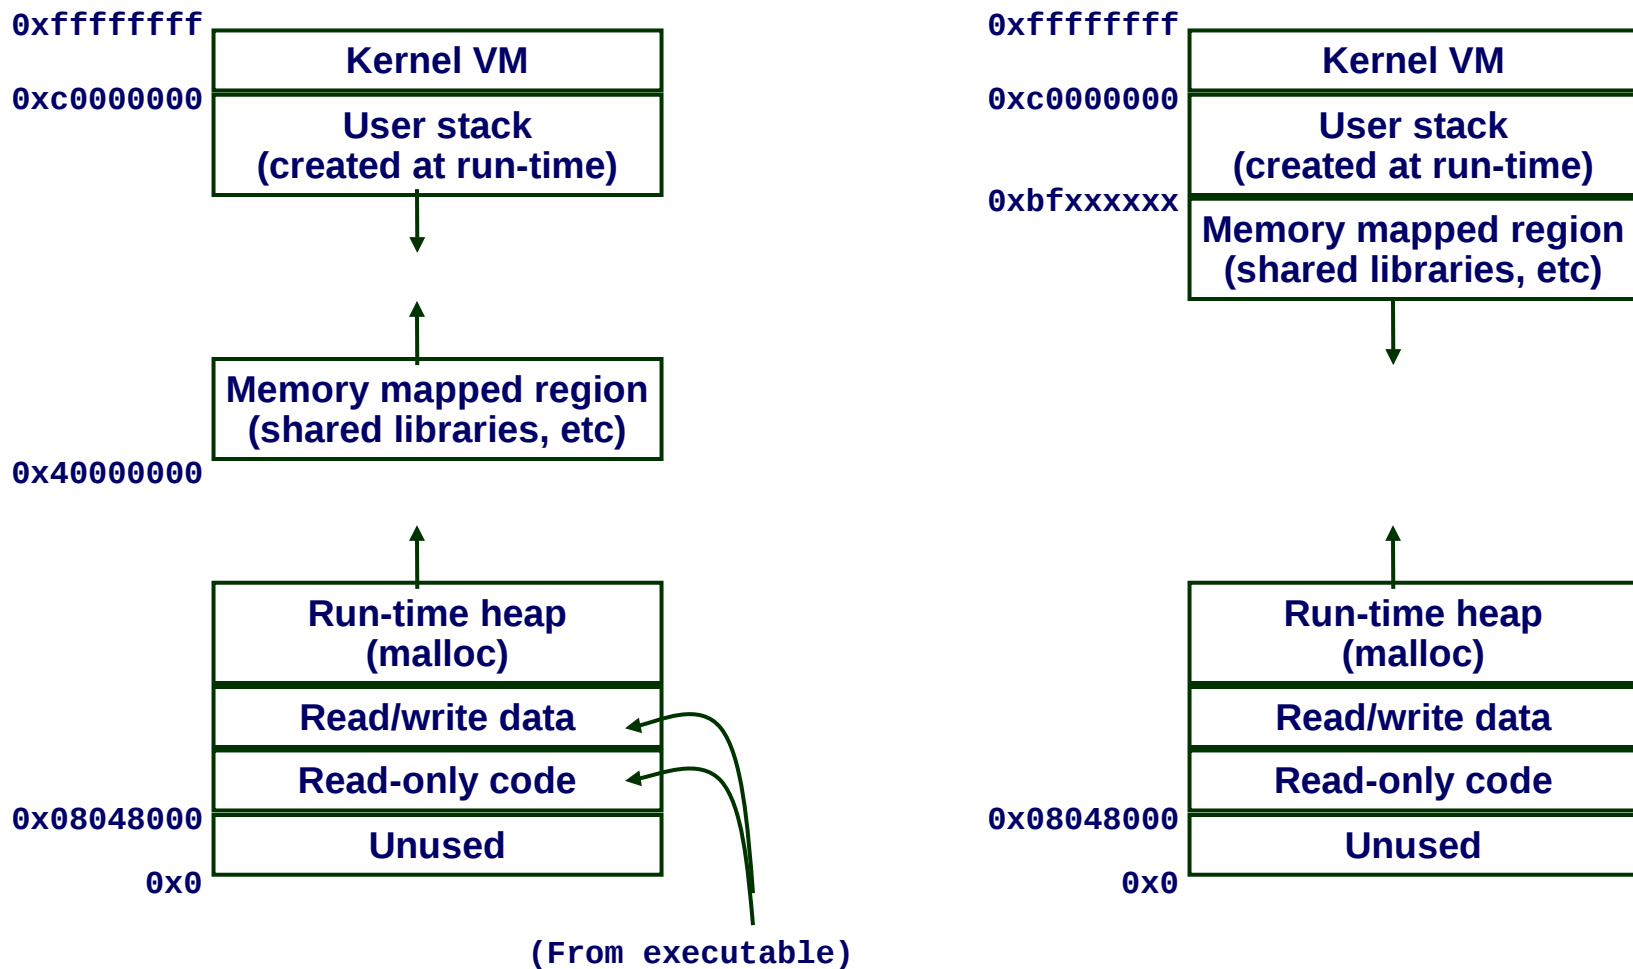 0xffffffff
Kernel VM
0xc0000000
User stack
(created at run-time)
Memory mapped region
(shared libraries, etc)
0x40000000
Run-time heap
(malloc)
Read/write data
Read-only code
0x08048000
Unused
0x0
(From executable)
0xffffffff
Kernel VM
0xc0000000
User stack
(created at run-time)
0xbfxxxxxx
Memory mapped region
(shared libraries, etc)
Run-time heap
(malloc)
Read/write data
Read-only code
0x08048000
Unused
0x0